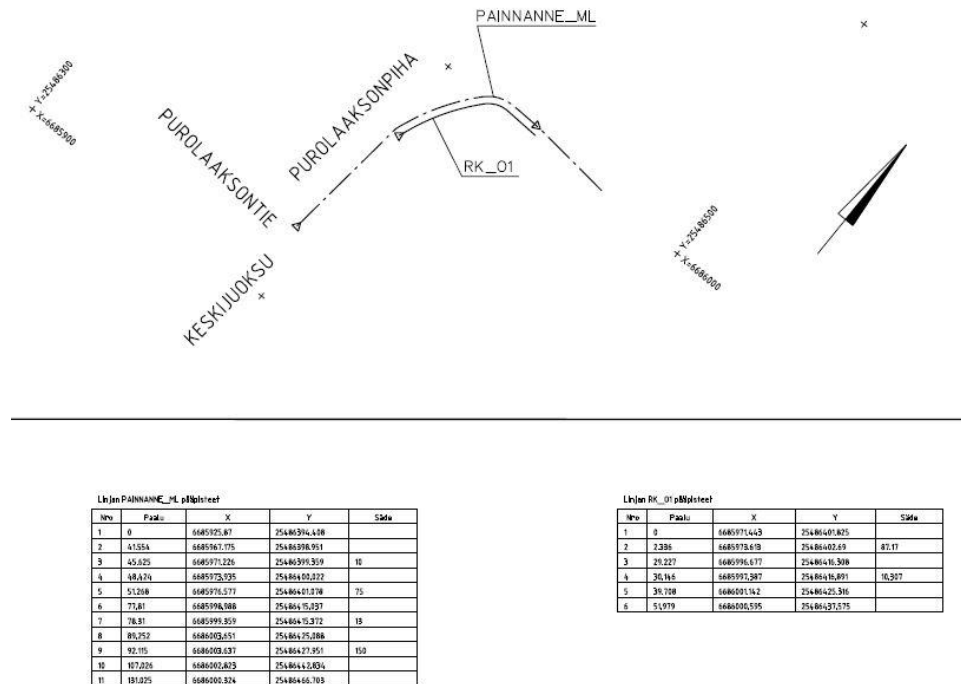 PAINNANNE_ML
Y=25486300
X=6685900
PUROLAAKSONTIE
PUROLAAKSONPIHA
RK_01
Y=25486500
X=6686000
KESKIJUOKSU
Linjan PAINNANNE_ML pääpisteet
Nro Paalu X Y Säde
1 0 6685925,87 25486394,408
2 41,554 6685967,175 25486398,951
3 45,625 6685971,226 25486399,359 10
4 48,424 6685973,935 25486400,022
5 51,268 6685976,577 25486401,078 75
6 77,81 6685998,988 25486415,037
7 78,31 6685999,359 25486415,372 13
8 89,252 6686003,651 25486425,088
9 92,115 6686003,637 25486427,951 150
10 107,026 6686002,823 25486442,834
11 131,025 6686000,324 25486466,703
Linjan RK_01 pääpisteet
Nro Paalu X Y Säde
1 0 6685971,443 25486401,825
2 2,336 6685973,613 25486402,69 87,17
3 29,227 6685996,677 25486416,308
4 30,146 6685997,387 25486416,891 10,307
5 39,708 6686001,142 25486425,316
6 51,979 6686000,595 25486437,575